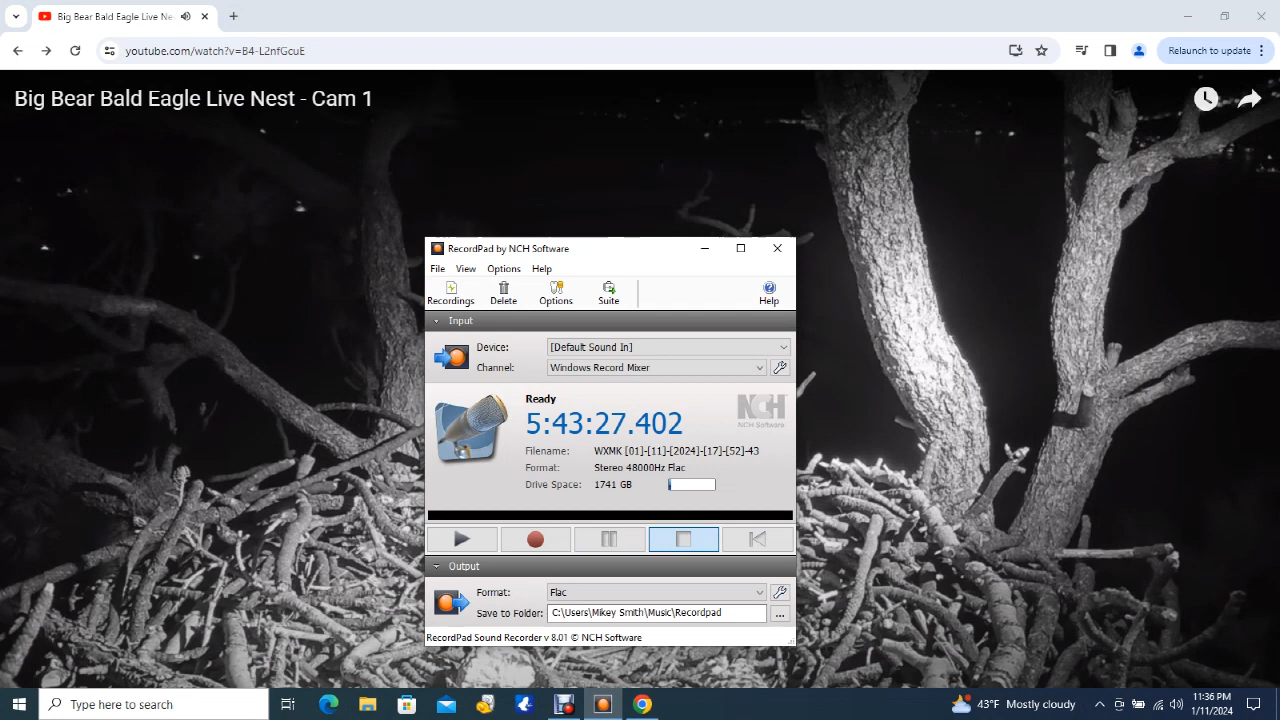 Big Bear Bald Eagle Live Ne
youtube.com/watch?v=B4-L2nfGcuE
Relaunch to update
Big Bear Bald Eagle Live Nest - Cam 1
RecordPad by NCH Software
File View Options Help
Recordings Delete Options Suite Help
Input
Device: [Default Sound In]
Channel: Windows Record Mixer
Ready
5:43:27.402
NCH
NCH Software
Filename: WXMK [01]-[11]-[2024]-[17]-[52]-43
Format: Stereo 48000Hz Flac
Drive Space: 1741 GB
Output
Format: Flac
Save to Folder: C:\Users\Mikey Smith\Music\Recordpad
...
RecordPad Sound Recorder v 8.01 © NCH Software
Type here to search
43°F Mostly cloudy
11:36 PM
1/11/2024